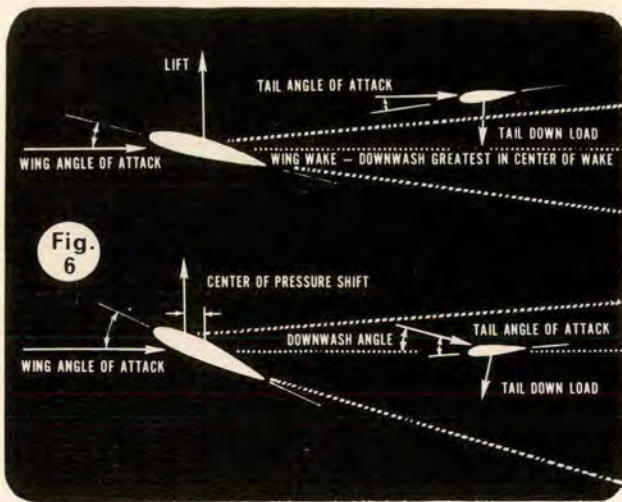 LIFT
TAIL ANGLE OF ATTACK
TAIL DOWN LOAD
WING ANGLE OF ATTACK
WING WAKE – DOWNWASH GREATEST IN CENTER OF WAKE
Fig.
6
CENTER OF PRESSURE SHIFT
DOWNWASH ANGLE
TAIL ANGLE OF ATTACK
WING ANGLE OF ATTACK
TAIL DOWN LOAD